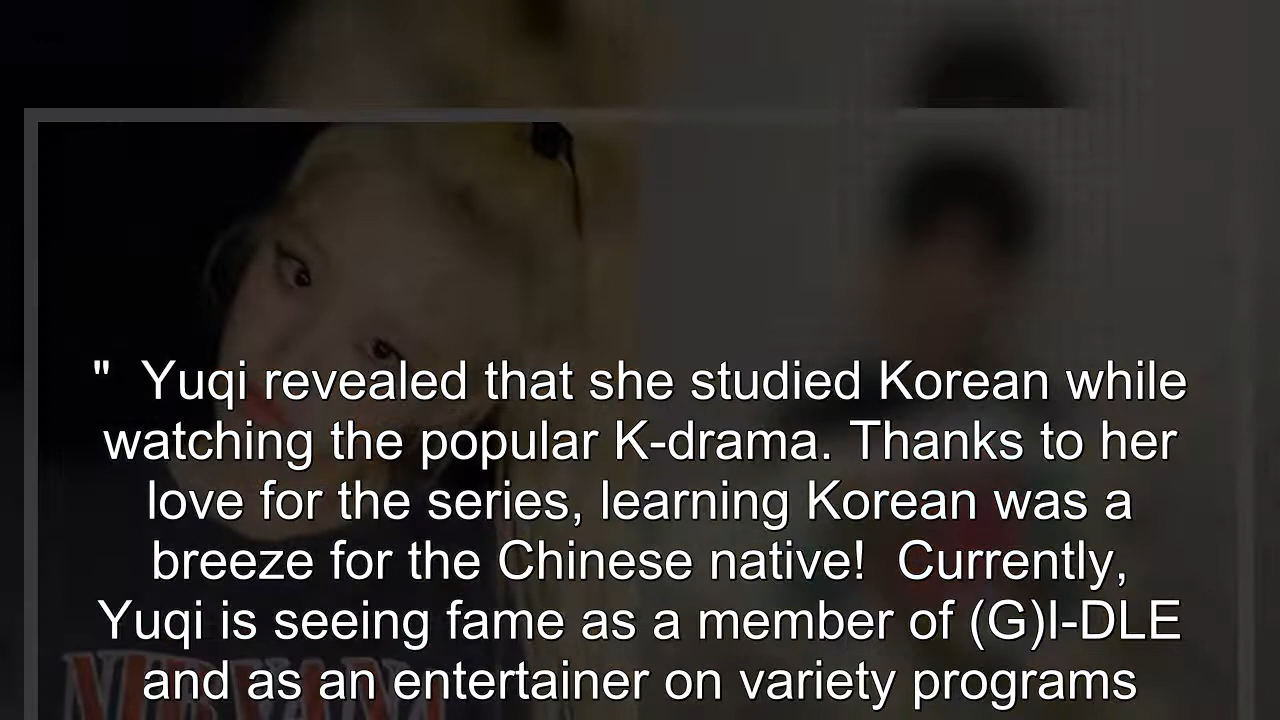 "  Yuqi revealed that she studied Korean while
watching the popular K-drama. Thanks to her
love for the series, learning Korean was a
breeze for the Chinese native!  Currently,
Yuqi is seeing fame as a member of (G)I-DLE
and as an entertainer on variety programs
NIRVANA